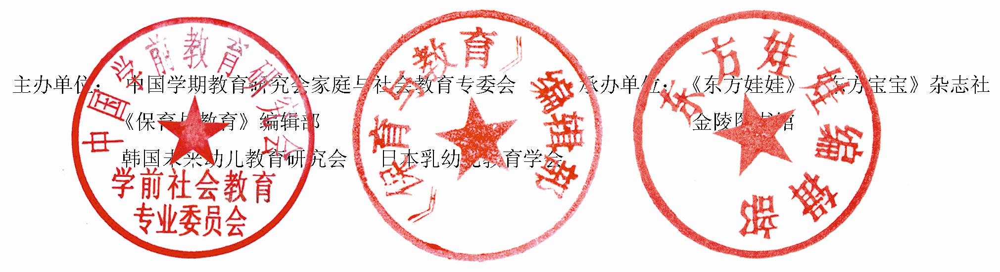 主办单位： 中国学期教育研究会家庭与社会教育专委会 承办单位：《东方娃娃》《东方宝宝》杂志社
《保育与教育》编辑部 金陵图书馆
韩国未来幼儿教育研究会 日本乳幼儿教育学会
中国学前教育研究会
学前社会教育
专业委员会
《保育与教育》编辑部
东方娃娃编辑部